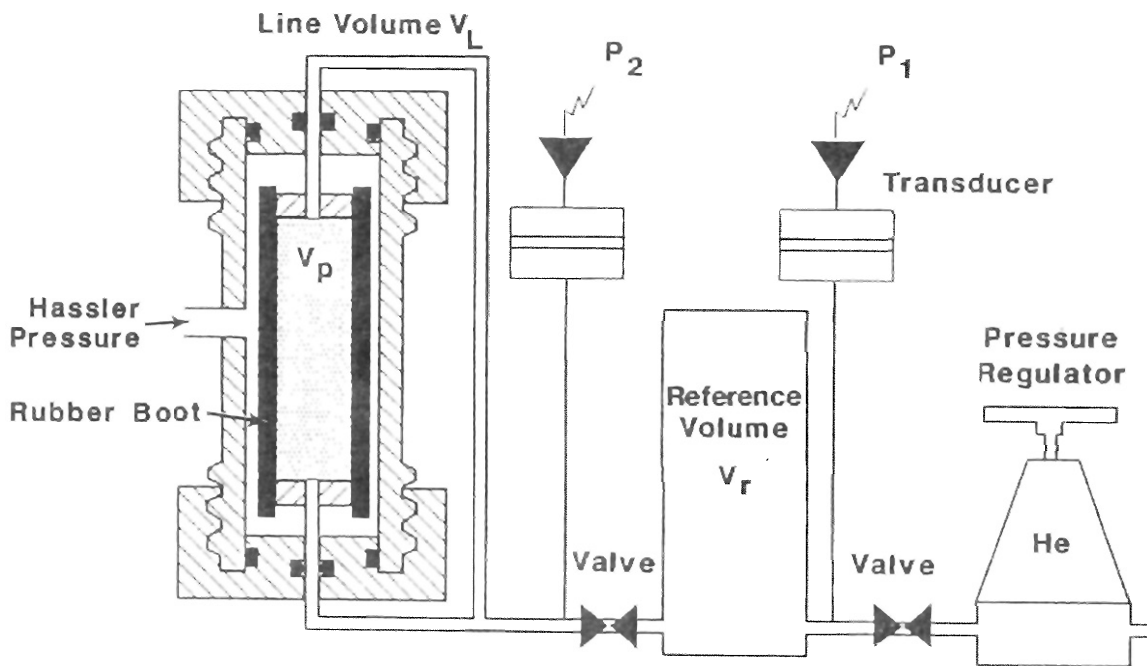 Line Volume V_L
P_2
P_1
Transducer
V_p
Hassler
Pressure
Pressure
Regulator
Reference
Volume
V_r
Rubber Boot
He
Valve
Valve